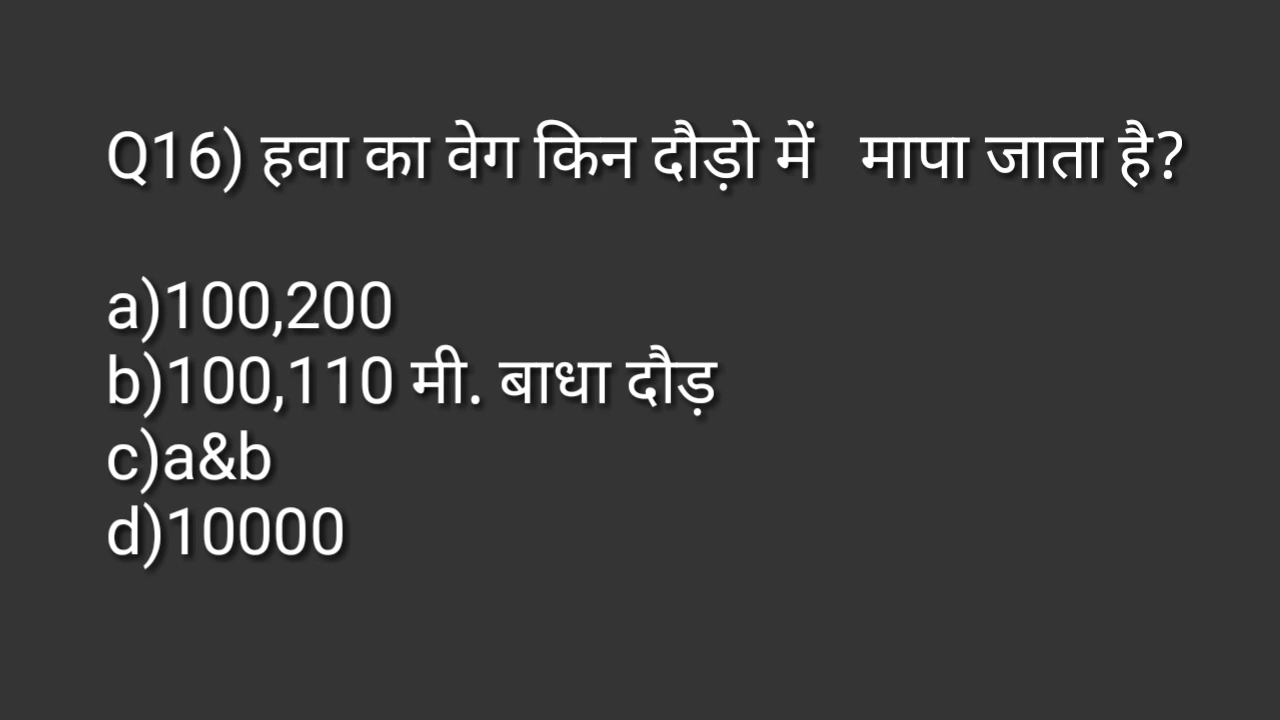 Q16) हवा का वेग किन दौड़ो में मापा जाता है?
a)100,200
b)100,110 मी. बाधा दौड़
c)a&b
d)10000